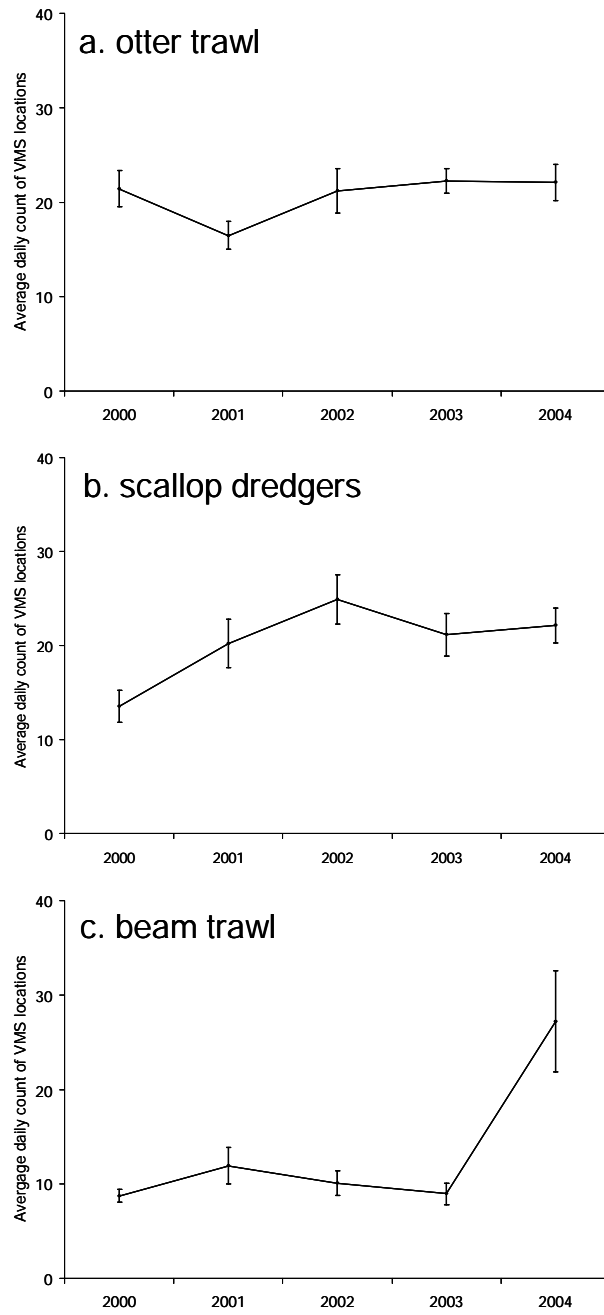 a. otter trawl
Average daily count of VMS locations
40
30
20
10
0
2000 2001 2002 2003 2004
b. scallop dredgers
Average daily count of VMS locations
40
30
20
10
0
2000 2001 2002 2003 2004
c. beam trawl
Avergage daily count of VMS locations
40
30
20
10
0
2000 2001 2002 2003 2004